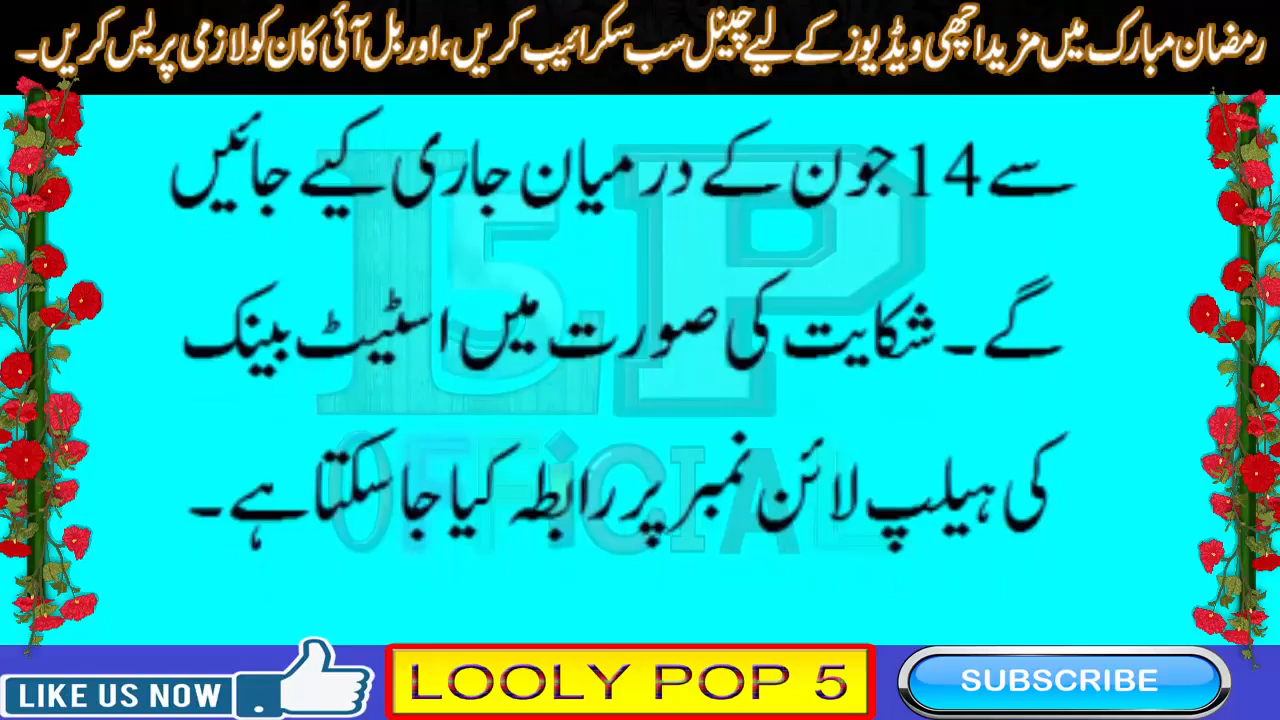 رمضان مبارک میں مزید اچھی ویڈیوز کے لیے چینل سب سکرائیب کریں، اور بل آئی کان کو لازمی پریس کریں۔
سے 14 جون کے درمیان جاری کیے جائیں
گے۔ شکایت کی صورت میں اسٹیٹ بینک
کی ہیلپ لائن نمبر پر رابطہ کیا جا سکتا ہے۔
L5P
OFFiCIAL
LIKE US NOW
LOOLY POP 5
SUBSCRIBE